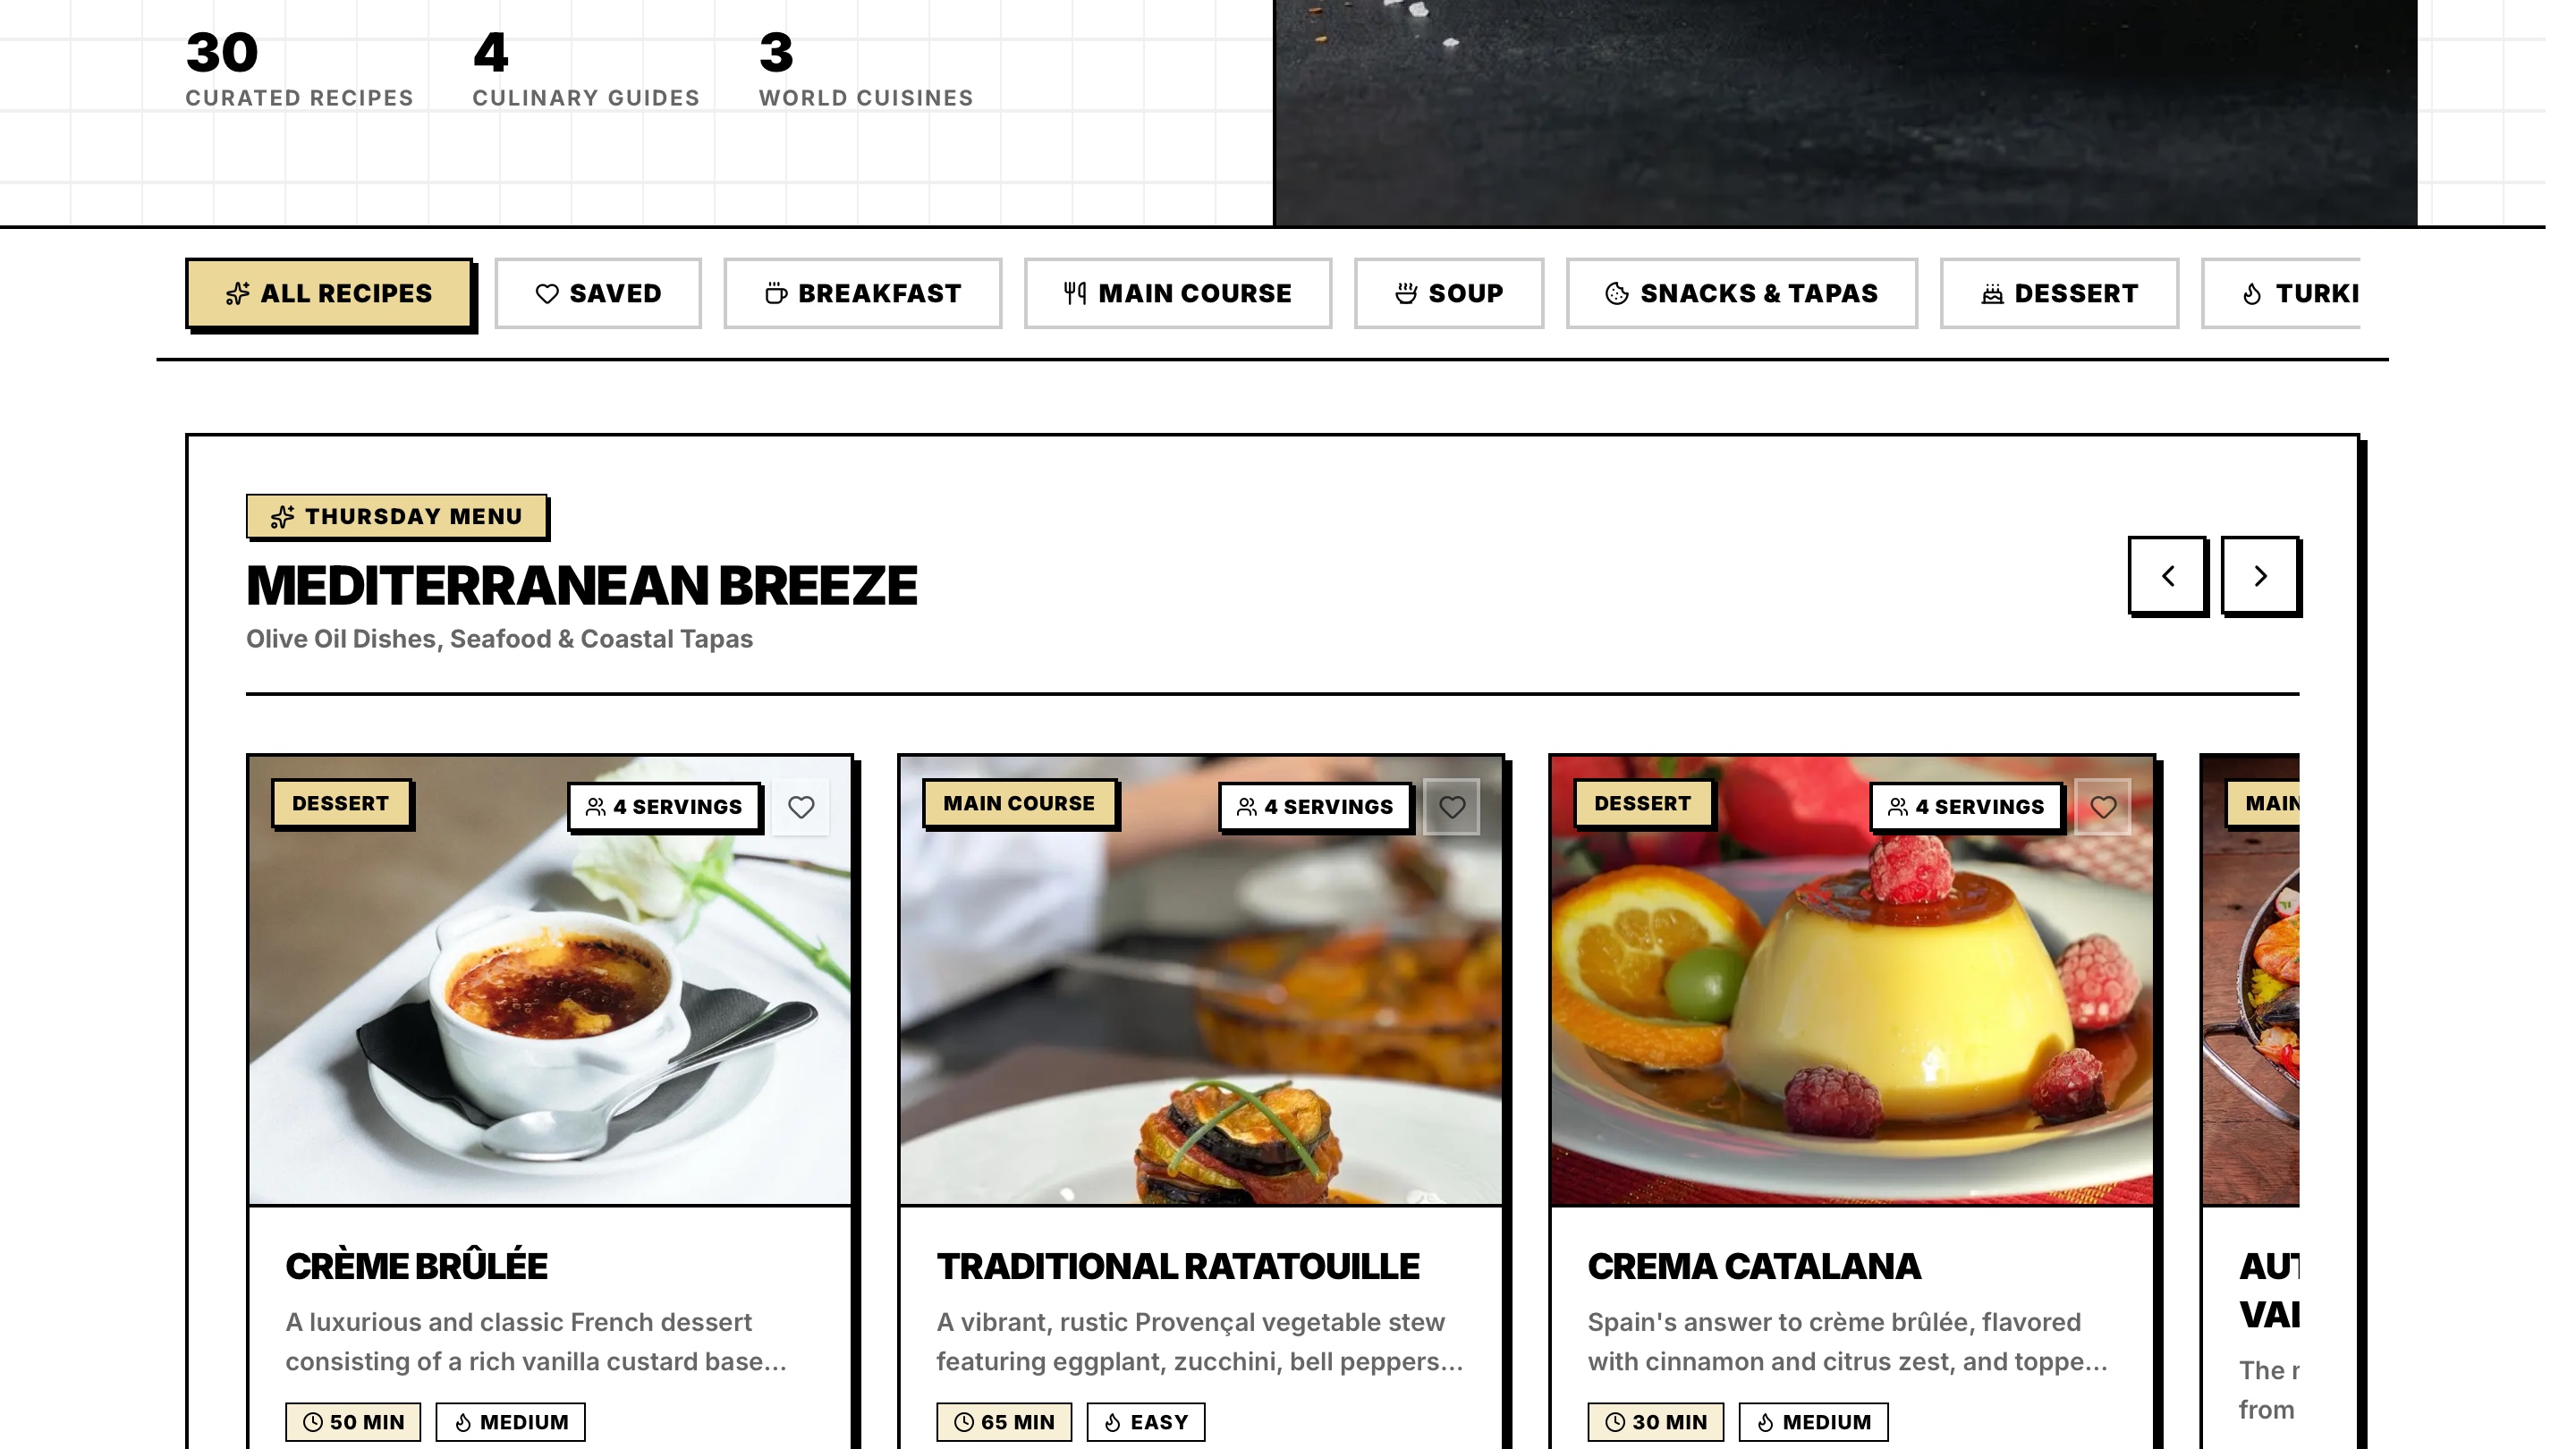 30
CURATED RECIPES
4
CULINARY GUIDES
3
WORLD CUISINES
ALL RECIPES
SAVED
BREAKFAST
MAIN COURSE
SOUP
SNACKS & TAPAS
DESSERT
TURKI
THURSDAY MENU
MEDITERRANEAN BREEZE
Olive Oil Dishes, Seafood & Coastal Tapas
DESSERT
4 SERVINGS
CRÈME BRÛLÉE
A luxurious and classic French dessert
consisting of a rich vanilla custard base...
50 MIN
MEDIUM
MAIN COURSE
4 SERVINGS
TRADITIONAL RATATOUILLE
A vibrant, rustic Provençal vegetable stew
featuring eggplant, zucchini, bell peppers...
65 MIN
EASY
DESSERT
4 SERVINGS
CREMA CATALANA
Spain's answer to crème brûlée, flavored
with cinnamon and citrus zest, and toppe...
30 MIN
MEDIUM
MAIN
The
from